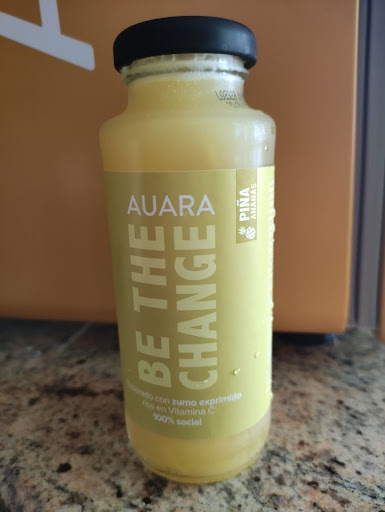 AUARA
PIÑA
ANANÁS
BE THE
CHANGE
con zumo exprimido
rico en Vitamina C
100% social